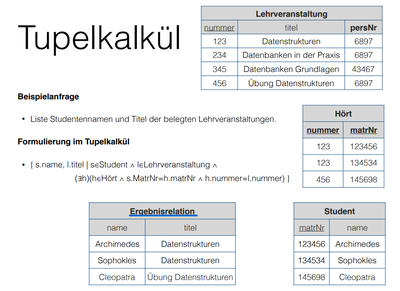 Tupelkalkül
Lehrveranstaltung
nummer titel persNr
123 Datenstrukturen 6897
234 Datenbanken in der Praxis 6897
345 Datenbanken Grundlagen 43467
456 Übung Datenstrukturen 6897
Beispielanfrage
• Liste Studentennamen und Titel der belegten Lehrveranstaltungen.
Formulierung im Tupelkalkül
• { s.name, l.titel | s∈Student ∧ l∈Lehrveranstaltung ∧
(∃h)(h∈Hört ∧ s.MatrNr=h.matrNr ∧ h.nummer=l.nummer) }
Hört
nummer matrNr
123 123456
123 134534
456 145698
Ergebnisrelation
name titel
Archimedes Datenstrukturen
Sophokles Datenstrukturen
Cleopatra Übung Datenstrukturen
Student
matrNr name
123456 Archimedes
134534 Sophokles
145698 Cleopatra